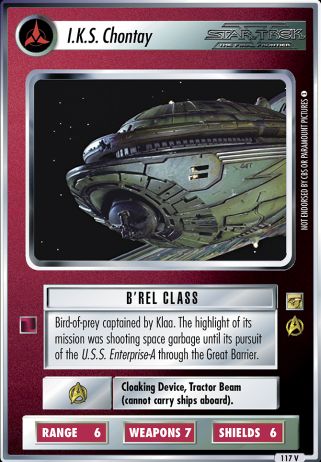 I.K.S. Chontay
STAR TREK V
THE FINAL FRONTIER
NOT ENDORSED BY CBS OR PARAMOUNT PICTURES
B'REL CLASS
Bird-of-prey captained by Klaa. The highlight of its
mission was shooting space garbage until its pursuit
of the U.S.S. Enterprise-A through the Great Barrier.
Cloaking Device, Tractor Beam
(cannot carry ships aboard).
RANGE 6 WEAPONS 7 SHIELDS 6
117 V